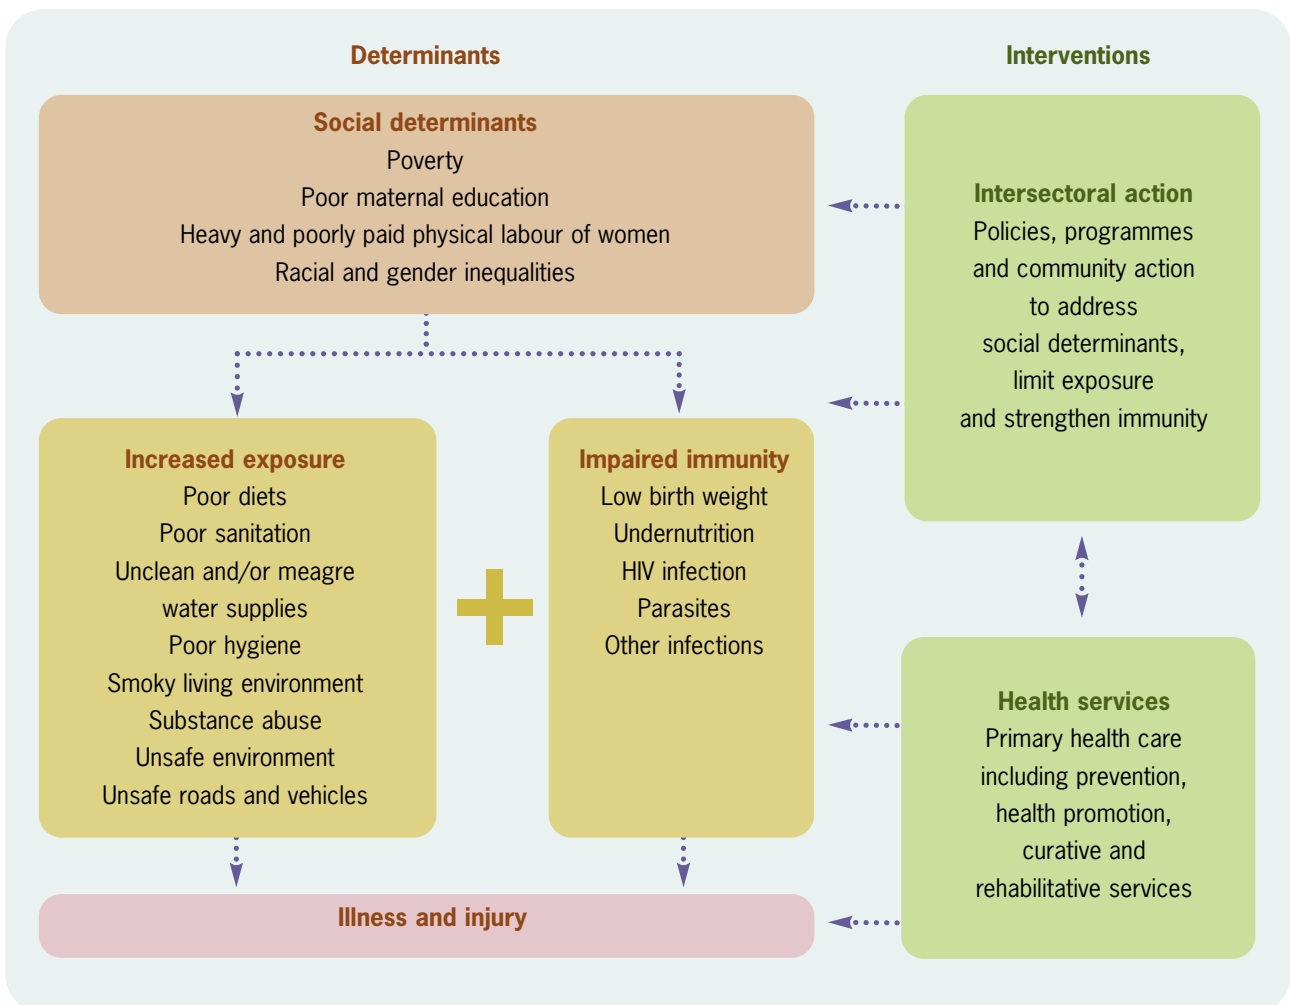 Determinants
Interventions
Social determinants
Poverty
Poor maternal education
Heavy and poorly paid physical labour of women
Racial and gender inequalities
Intersectoral action
Policies, programmes
and community action
to address
social determinants,
limit exposure
and strengthen immunity
Increased exposure
Poor diets
Poor sanitation
Unclean and/or meagre
water supplies
Poor hygiene
Smoky living environment
Substance abuse
Unsafe environment
Unsafe roads and vehicles
Impaired immunity
Low birth weight
Undernutrition
HIV infection
Parasites
Other infections
Health services
Primary health care
including prevention,
health promotion,
curative and
rehabilitative services
Illness and injury